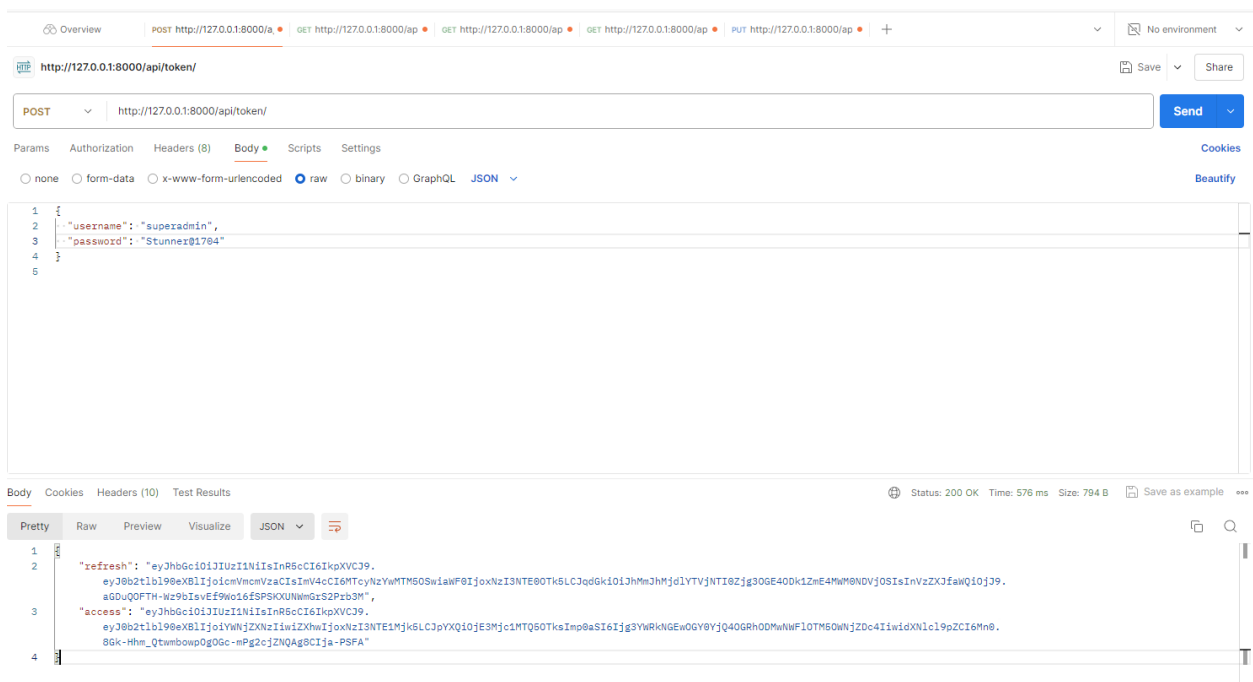 Overview
POST http://127.0.0.1:8000/a,
GET http://127.0.0.1:8000/ap
GET http://127.0.0.1:8000/ap
GET http://127.0.0.1:8000/ap
PUT http://127.0.0.1:8000/ap
No environment
HTTP http://127.0.0.1:8000/api/token/
Save
Share
POST http://127.0.0.1:8000/api/token/
Send
Params Authorization Headers (8) Body Scripts Settings
Cookies
none form-data x-www-form-urlencoded raw binary GraphQL JSON
Beautify
1 {
2 "username": "superadmin",
3 "password": "Stunner@1704"
4 }
5
Body Cookies Headers (10) Test Results
Status: 200 OK Time: 576 ms Size: 794 B Save as example
Pretty Raw Preview Visualize JSON
1 {
2 "refresh": "eyJhbGciOiJIUzI1NiIsInR5cCI6IkpXVCJ9.
3 "access": "eyJhbGciOiJIUzI1NiIsInR5cCI6IkpXVCJ9.
4 }